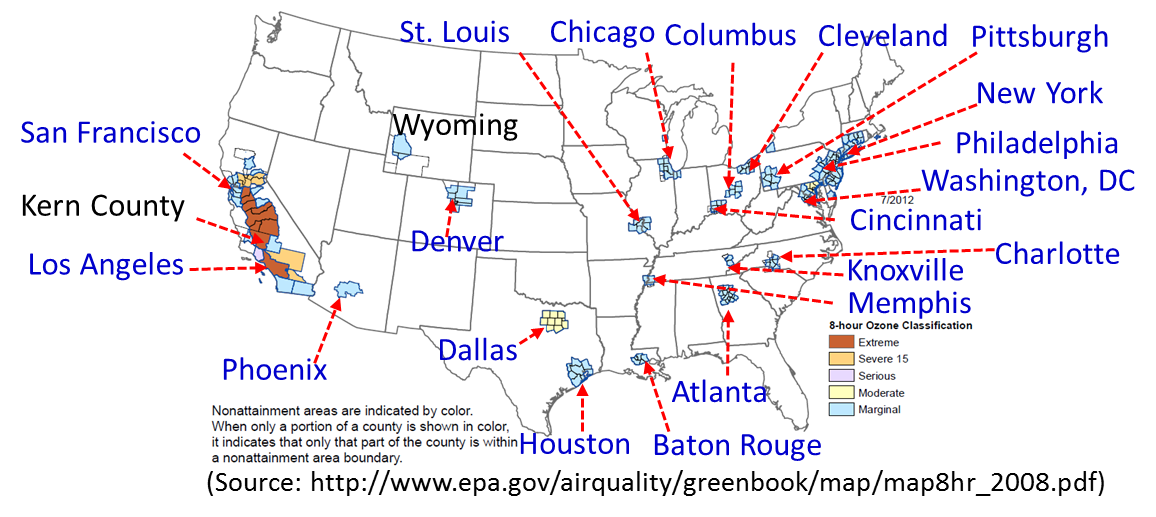 St. Louis
Chicago
Columbus
Cleveland
Pittsburgh
New York
Wyoming
San Francisco
Philadelphia
Washington, DC
7/2012
Kern County
Cincinnati
Denver
Charlotte
Los Angeles
Knoxville
Memphis
8-hour Ozone Classification
Extreme
Severe 15
Serious
Moderate
Marginal
Dallas
Phoenix
Atlanta
Nonattainment areas are indicated by color.
When only a portion of a county is shown in color,
it indicates that only that part of the county is within
a nonattainment area boundary.
Houston
Baton Rouge
(Source: http://www.epa.gov/airquality/greenbook/map/map8hr_2008.pdf)